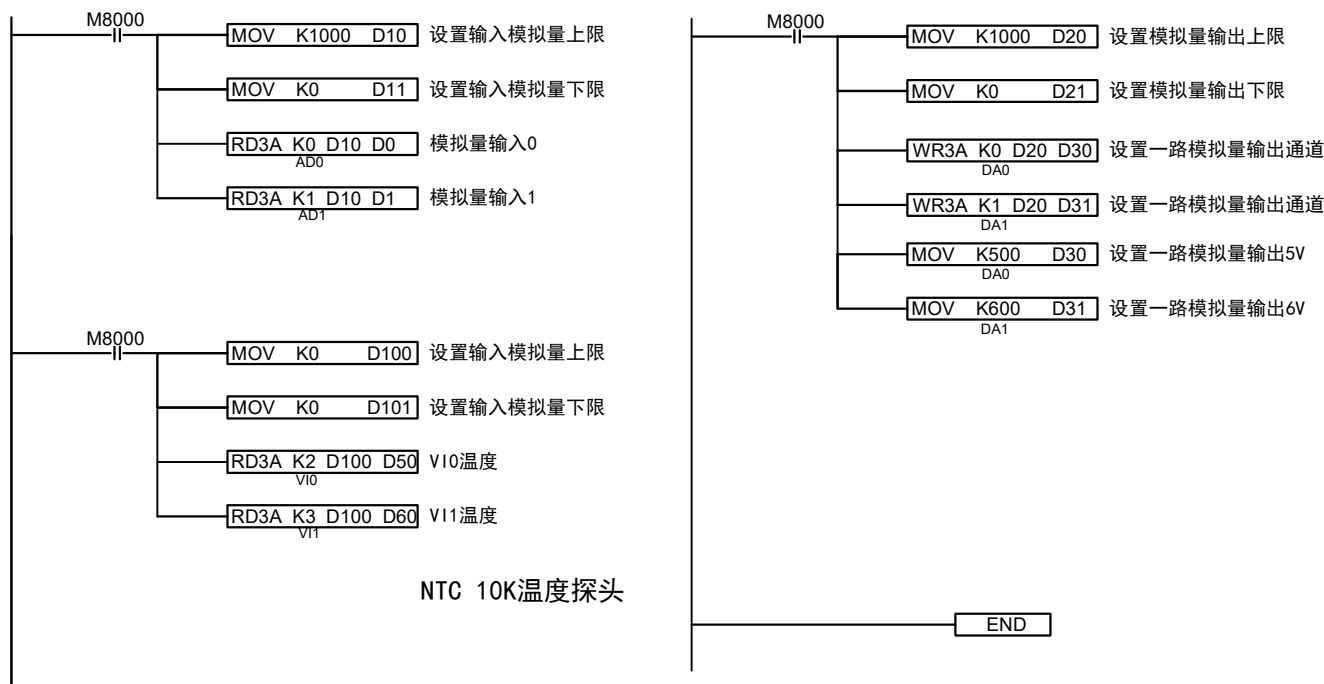 M8000
MOV K1000 D10 设置输入模拟量上限
MOV K0 D11 设置输入模拟量下限
RD3A K0 D10 D0 模拟量输入0
AD0
RD3A K1 D10 D1 模拟量输入1
AD1
M8000
MOV K0 D100 设置输入模拟量上限
MOV K0 D101 设置输入模拟量下限
RD3A K2 D100 D50 VI0温度
VI0
RD3A K3 D100 D60 VI1温度
VI1
NTC 10K温度探头
M8000
MOV K1000 D20 设置模拟量输出上限
MOV K0 D21 设置模拟量输出下限
WR3A K0 D20 D30 设置一路模拟量输出通道
DA0
WR3A K1 D20 D31 设置一路模拟量输出通道
DA1
MOV K500 D30 设置一路模拟量输出5V
DA0
MOV K600 D31 设置一路模拟量输出6V
DA1
END